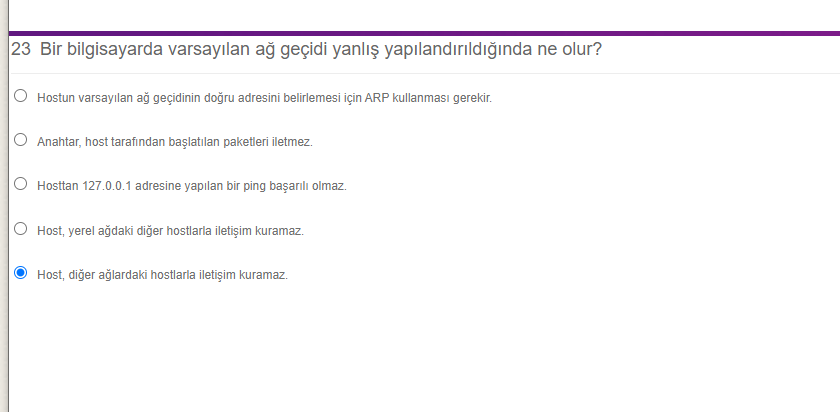 23 Bir bilgisayarda varsayılan ağ geçidi yanlış yapılandırıldığında ne olur?
Hostun varsayılan ağ geçidinin doğru adresini belirlemesi için ARP kullanması gerekir.
Anahtar, host tarafından başlatılan paketleri iletmez.
Hosttan 127.0.0.1 adresine yapılan bir ping başarılı olmaz.
Host, yerel ağdaki diğer hostlarla iletişim kuramaz.
Host, diğer ağlardaki hostlarla iletişim kuramaz.